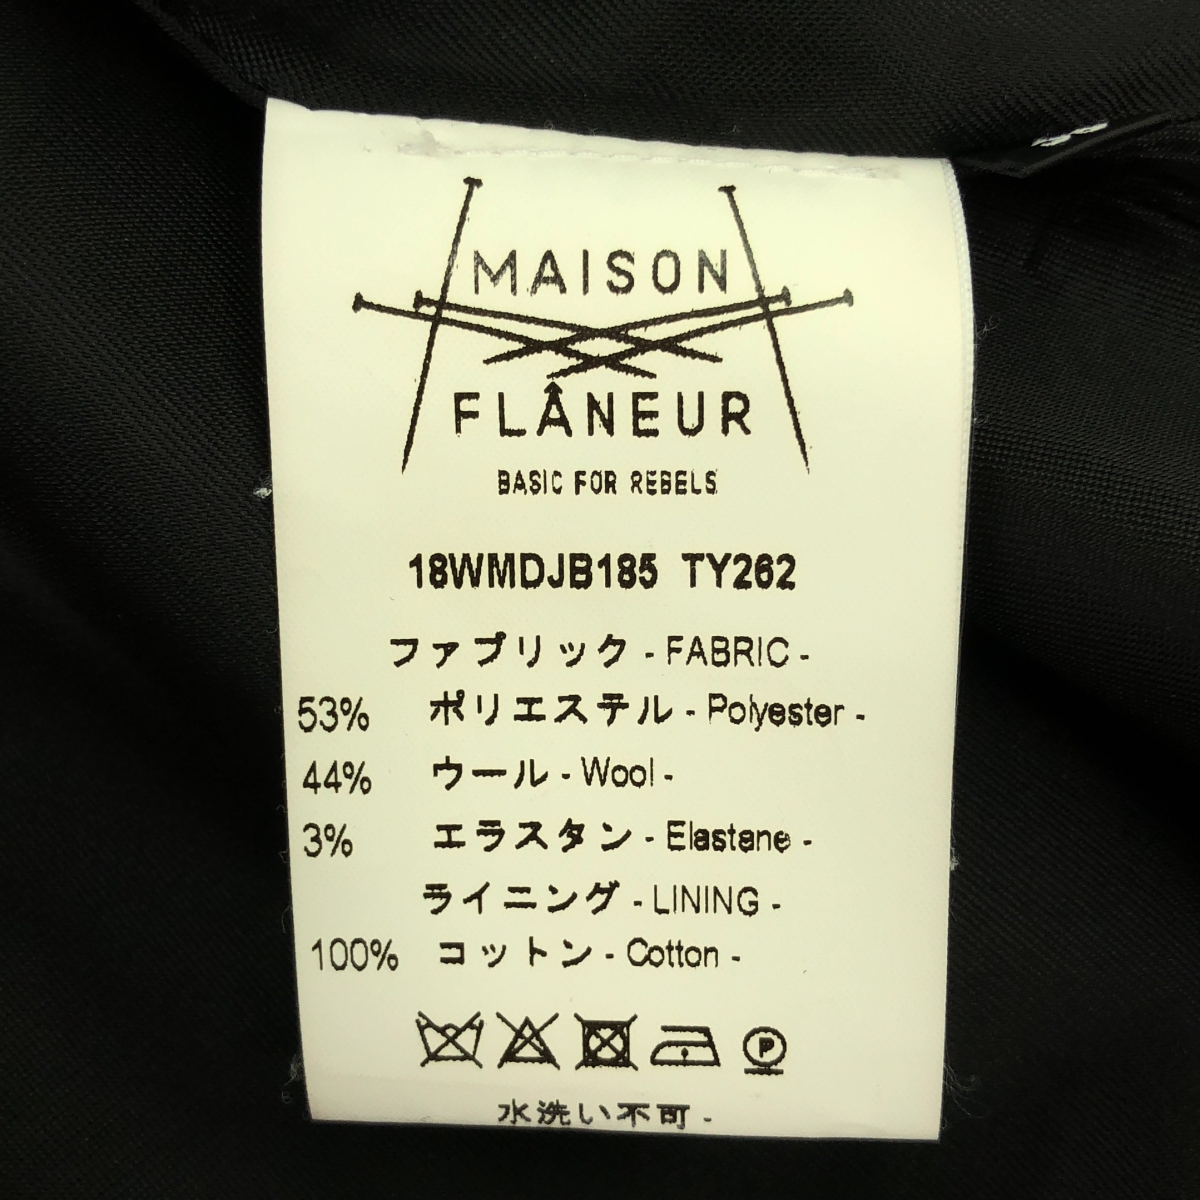 MAISON
FLÂNEUR
BASIC FOR REBELS
18WMDJB185 TY262
ファブリック - FABRIC -
53% ポリエステル - Polyester -
44% ウール - Wool -
3% エラスタン - Elastane -
ライニング - LINING -
100% コットン - Cotton -
P
水洗い不可 -